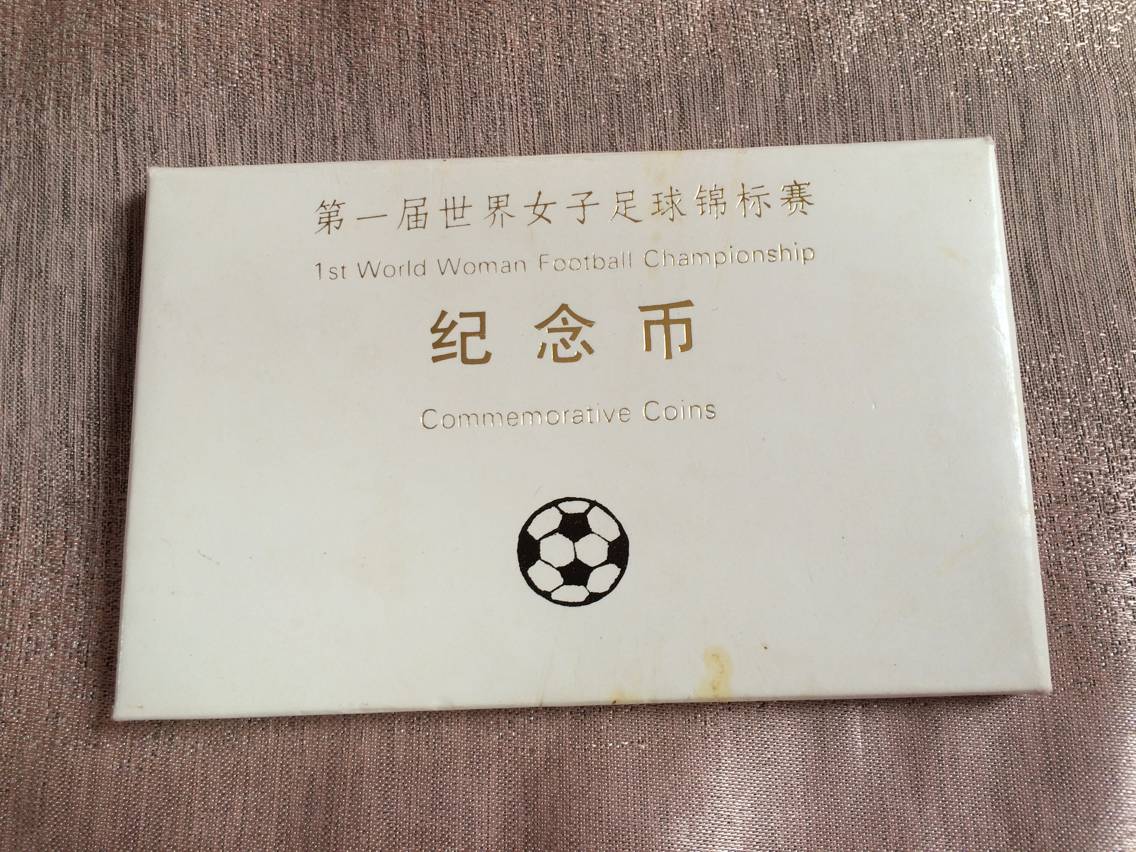 第一届世界女子足球锦标赛
1st World Woman Football Championship
纪念币
Commemorative Coins